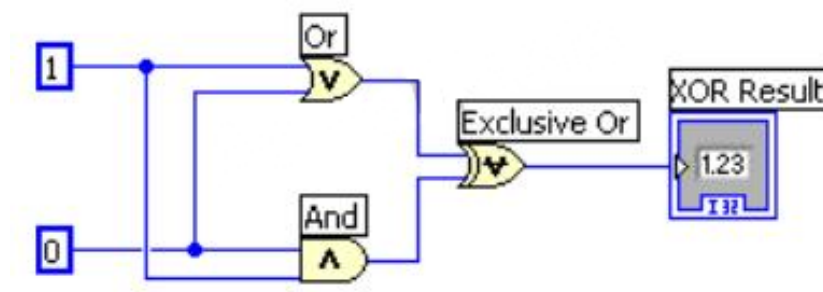 Or
1
XOR Result
Exclusive Or
1.23
I32
And
0